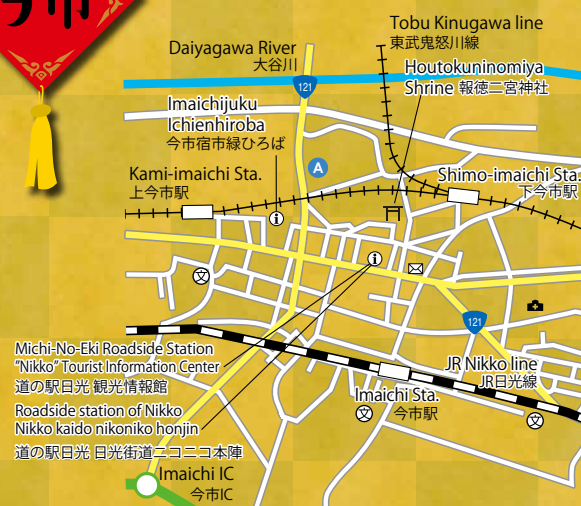 今市
Tobu Kinugawa line
東武鬼怒川線
Daiyagawa River
大谷川
121
Houtokuninomiya
Shrine 報徳二宮神社
Imaichijuku
Ichienhiroba
今市宿市縁ひろば
A
Kami-imaichi Sta.
上今市駅
Shimo-imaichi Sta.
下今市駅
i
i
文
121
Michi-No-Eki Roadside Station
"Nikko" Tourist Information Center
道の駅日光 観光情報館
JR Nikko line
JR日光線
Imaichi Sta.
今市駅
Roadside station of Nikko
Nikko kaido nikoniko honjin
道の駅日光 日光街道ニコニコ本陣
文
文
Imaichi IC
今市IC